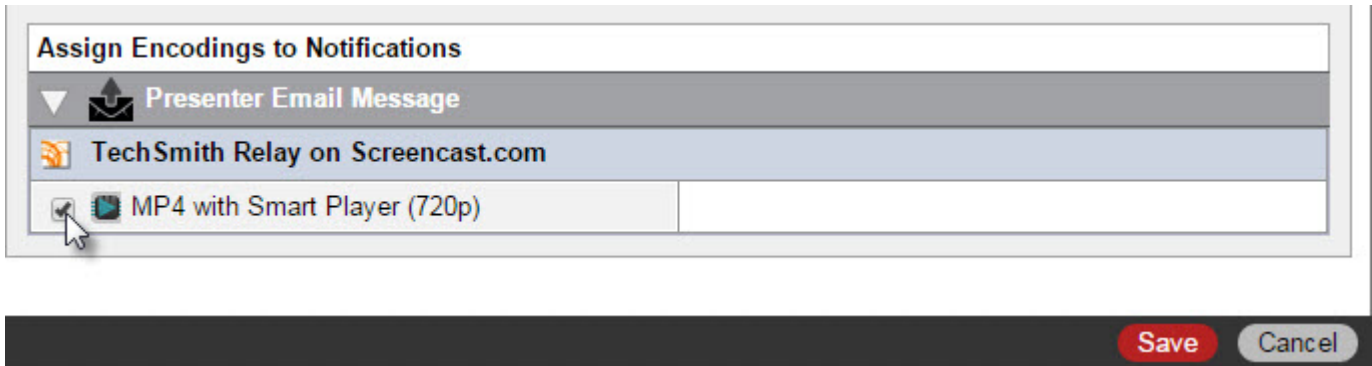 Assign Encodings to Notifications
Presenter Email Message
TechSmith Relay on Screencast.com
MP4 with Smart Player (720p)
Save Cancel